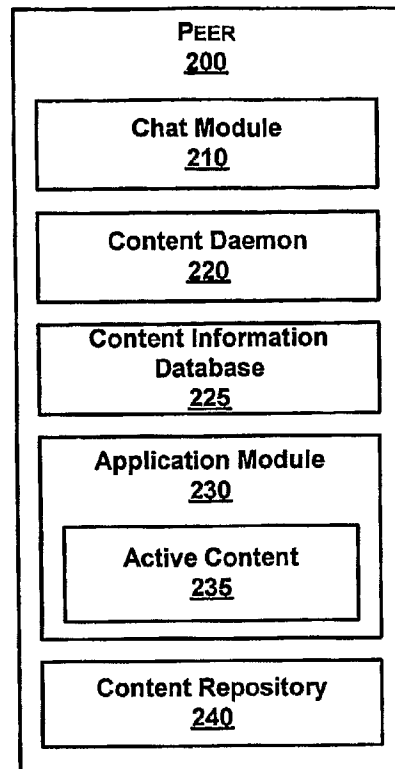 PEER
200
Chat Module
210
Content Daemon
220
Content Information
Database
225
Application Module
230
Active Content
235
Content Repository
240